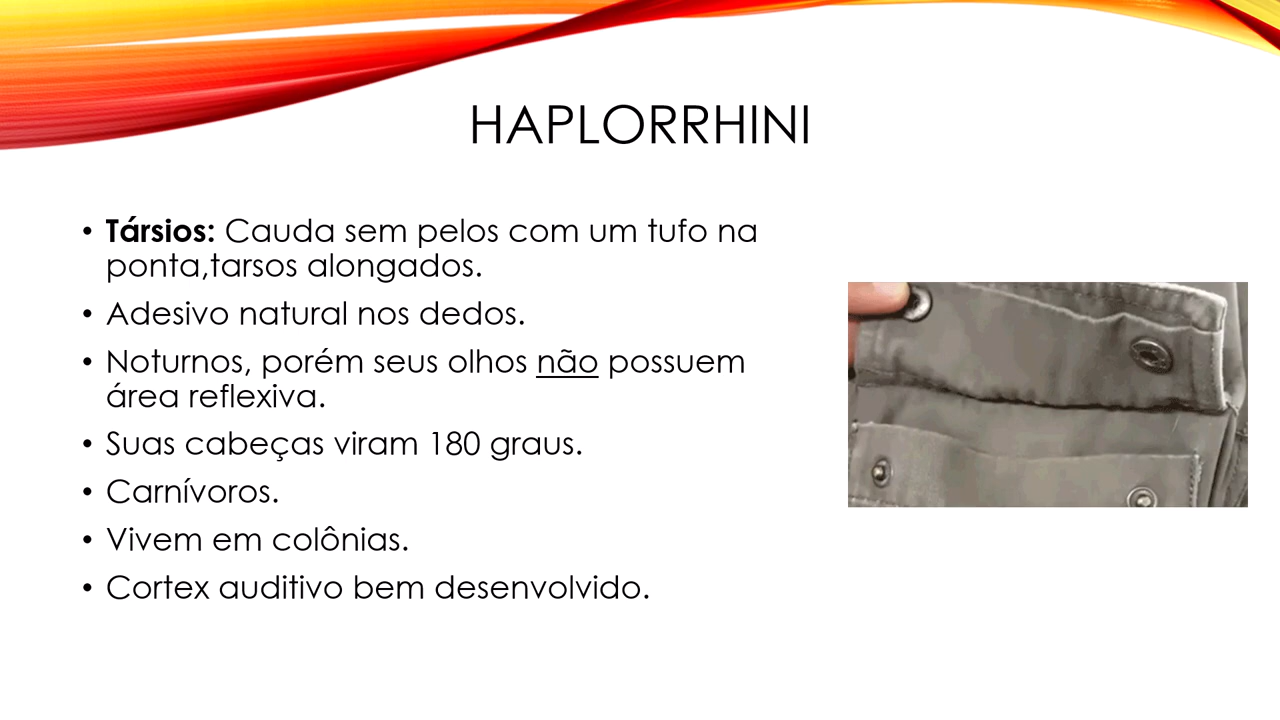 HAPLORRHINI
• Társios: Cauda sem pelos com um tufo na
ponta,tarsos alongados.
• Adesivo natural nos dedos.
• Noturnos, porém seus olhos não possuem
área reflexiva.
• Suas cabeças viram 180 graus.
• Carnívoros.
• Vivem em colônias.
• Cortex auditivo bem desenvolvido.